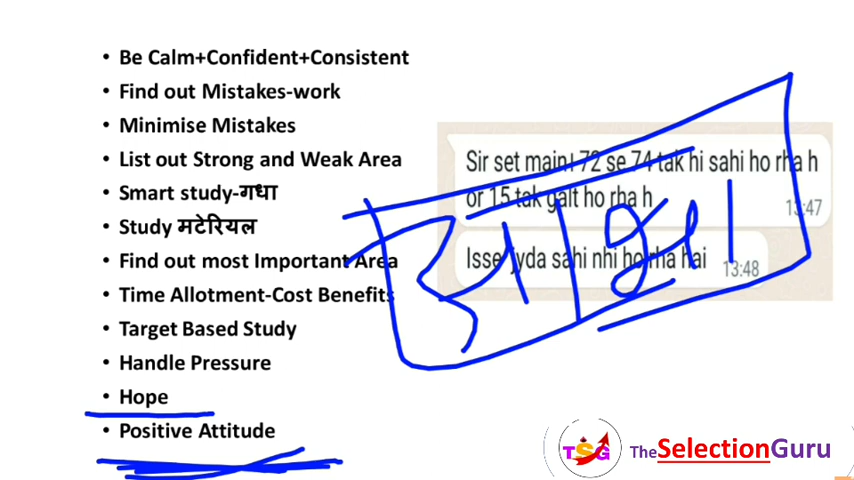 Be Calm+Confident+Consistent
Find out Mistakes-work
Minimise Mistakes
List out Strong and Weak Area
Smart study-गधा
Study मटेरियल
Find out most Important Area
Time Allotment-Cost Benefits
Target Based Study
Handle Pressure
Hope
Positive Attitude
Sir set main 72 se 74 tak hi sahi ho rha h
or 15 tak galt ho rha h
13:47
Isse jyda sahi nhi ho rha hai
13:48
TSG
TheSelectionGuru